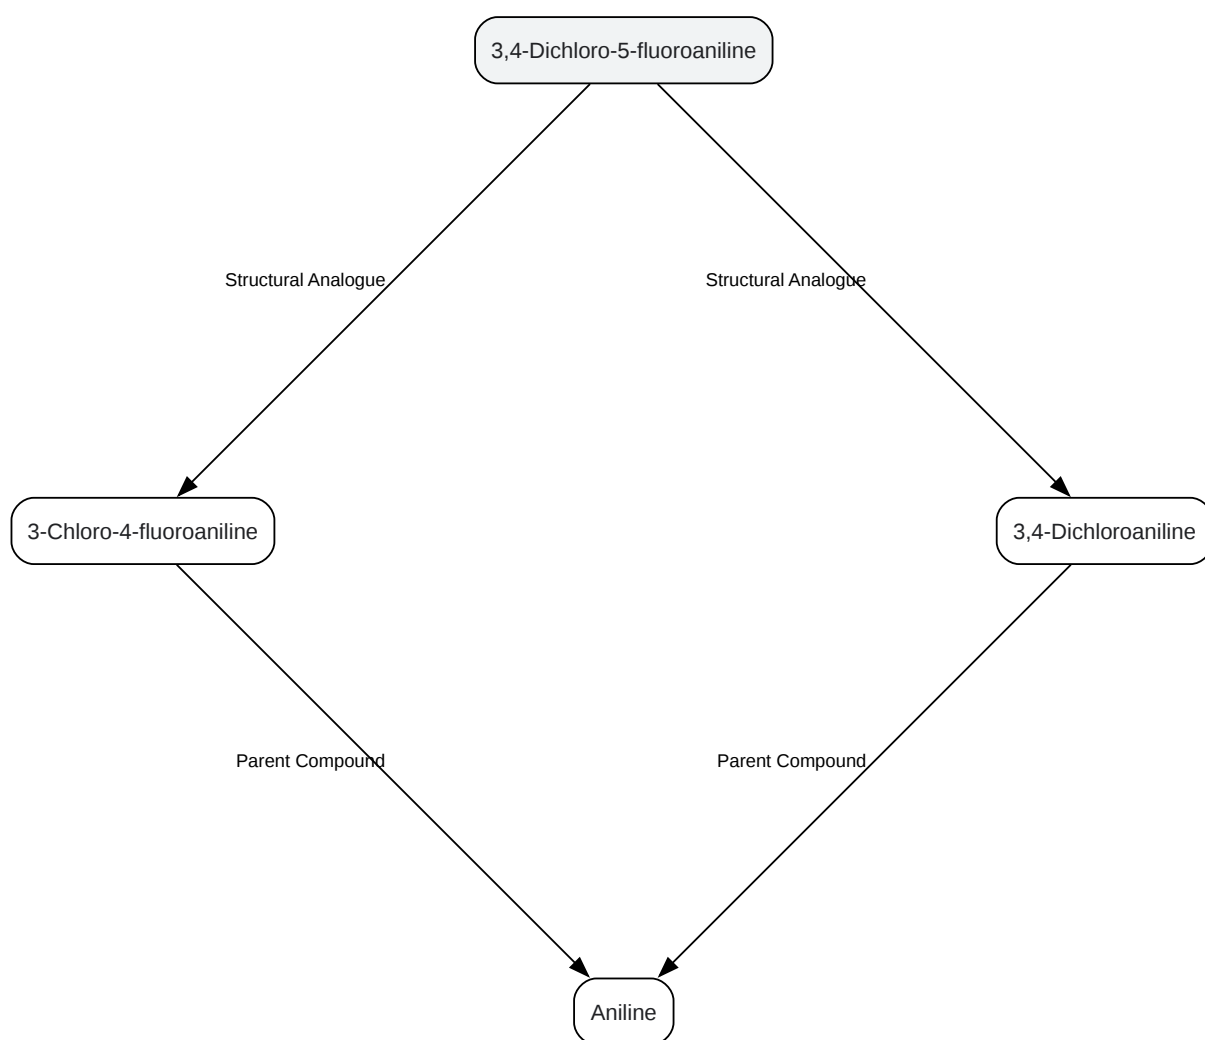 3,4-Dichloro-5-fluoroaniline
Structural Analogue
Structural Analogue
3-Chloro-4-fluoroaniline
3,4-Dichloroaniline
Parent Compound
Parent Compound
Aniline